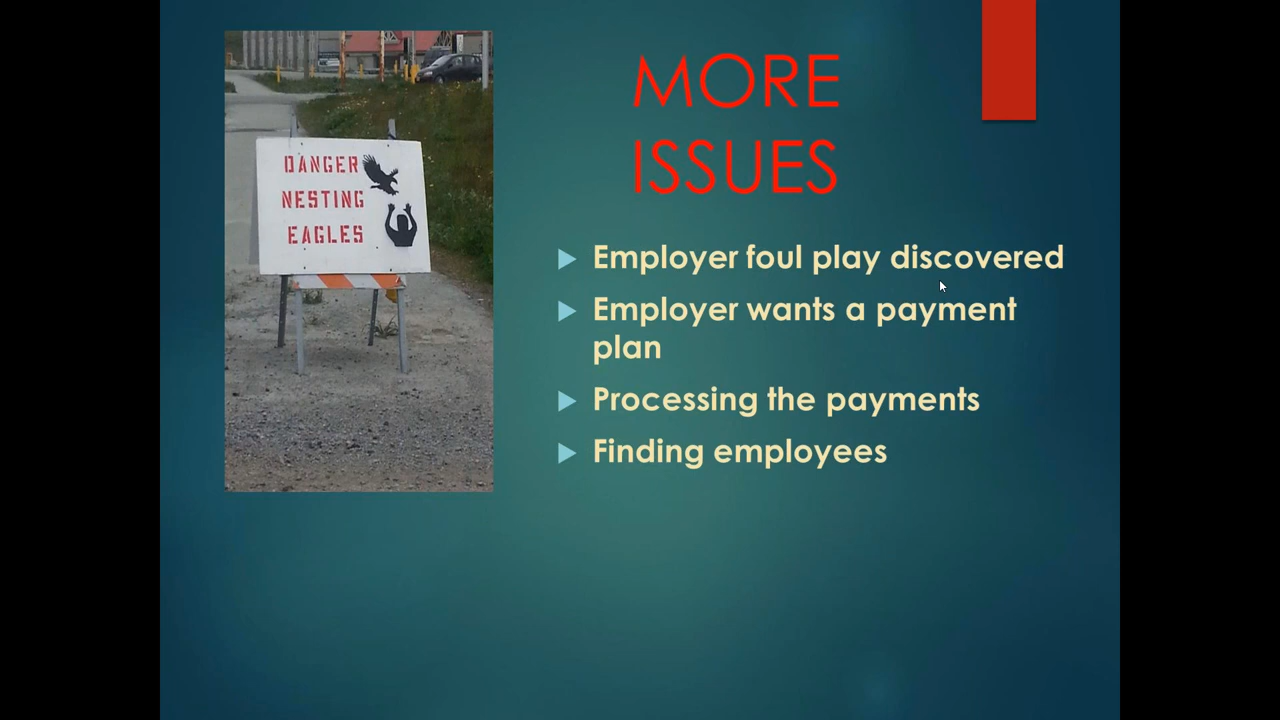 DANGER
NESTING
EAGLES
MORE
ISSUES
Employer foul play discovered
Employer wants a payment
plan
Processing the payments
Finding employees